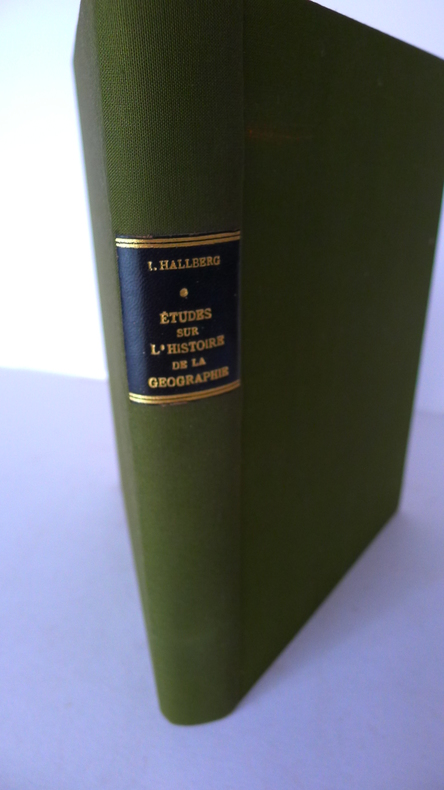 I. HALLBERG
ÉTUDES
SUR
L'HISTOIRE
DE LA
GEOGRAPHIE